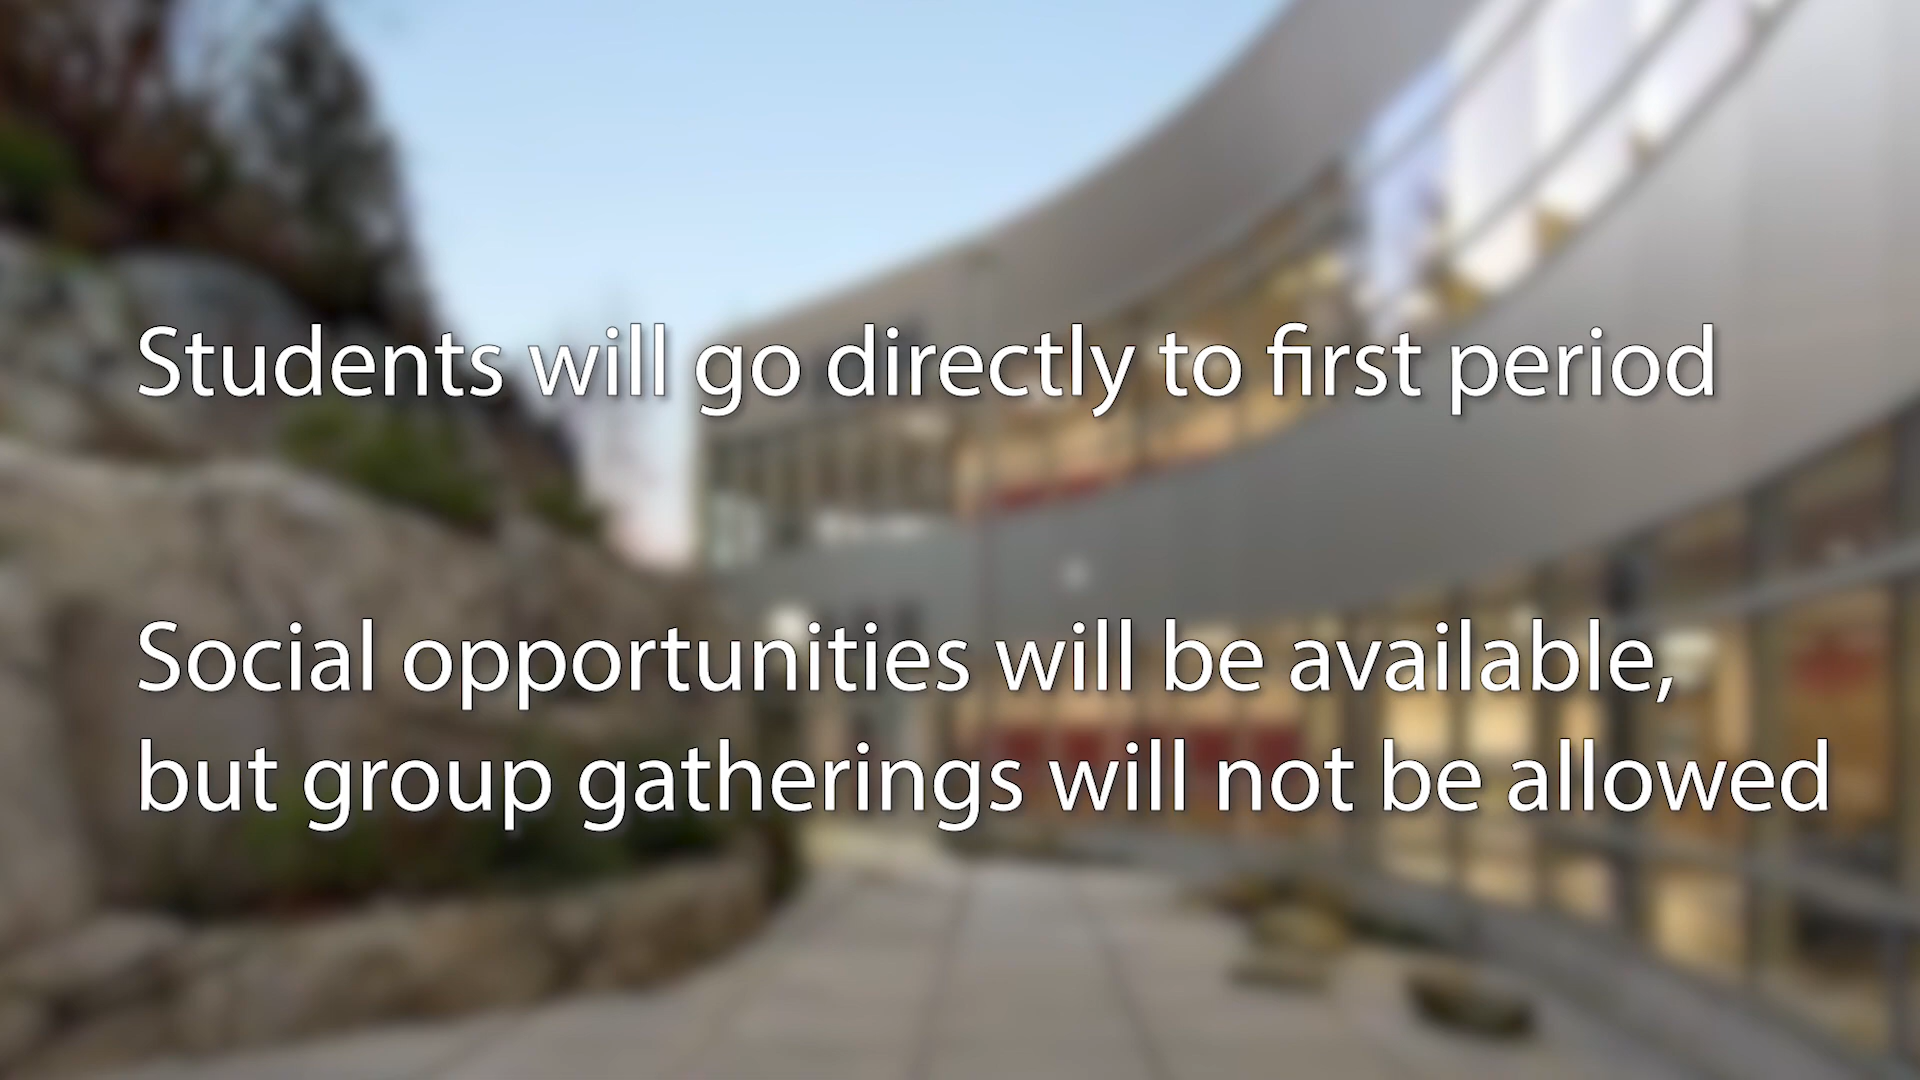 Students will go directly to first period
Social opportunities will be available,
but group gatherings will not be allowed